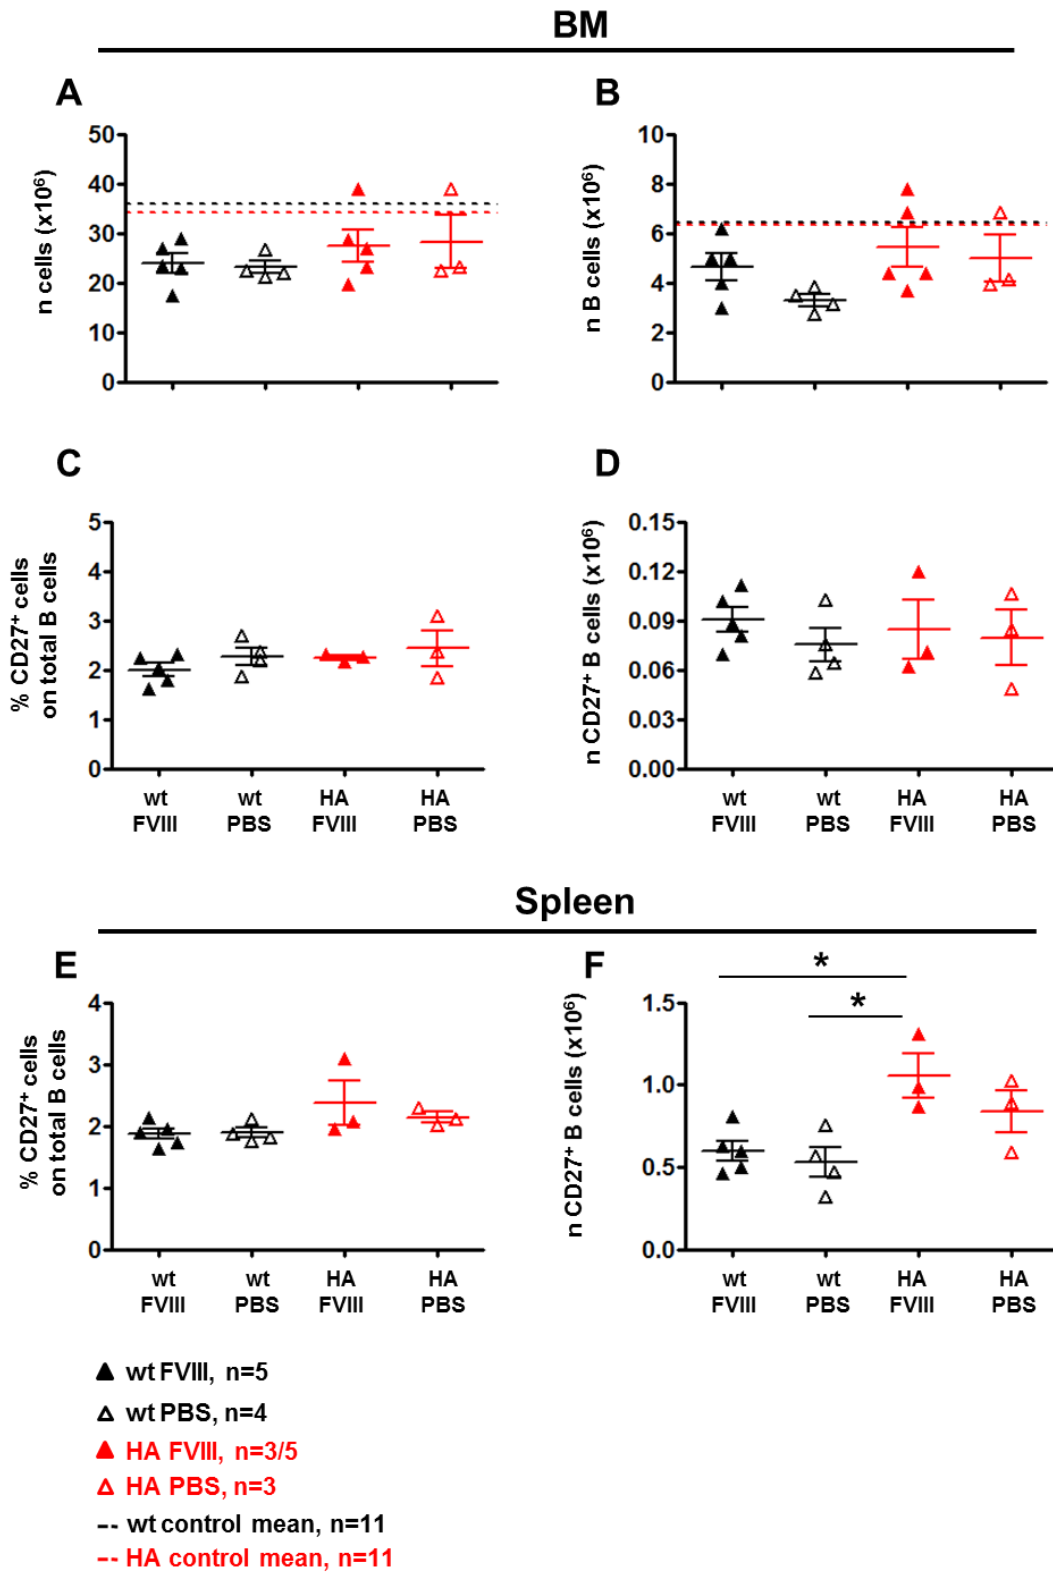 BM
A
B
50
40
30
20
10
0
n cells (x10⁶)
10
8
6
4
2
0
n B cells (x10⁶)
C
D
5
4
3
2
1
0
% CD27⁺ cells
on total B cells
wt
FVIII
wt
PBS
HA
FVIII
HA
PBS
0.15
0.12
0.09
0.06
0.03
0.00
n CD27⁺ B cells (x10⁶)
wt
FVIII
wt
PBS
HA
FVIII
HA
PBS
Spleen
E
F
4
3
2
1
0
% CD27⁺ cells
on total B cells
wt
FVIII
wt
PBS
HA
FVIII
HA
PBS
*
*
1.5
1.0
0.5
0.0
n CD27⁺ B cells (x10⁶)
wt
FVIII
wt
PBS
HA
FVIII
HA
PBS
wt FVIII, n=5
wt PBS, n=4
HA FVIII, n=3/5
HA PBS, n=3
wt control mean, n=11
HA control mean, n=11